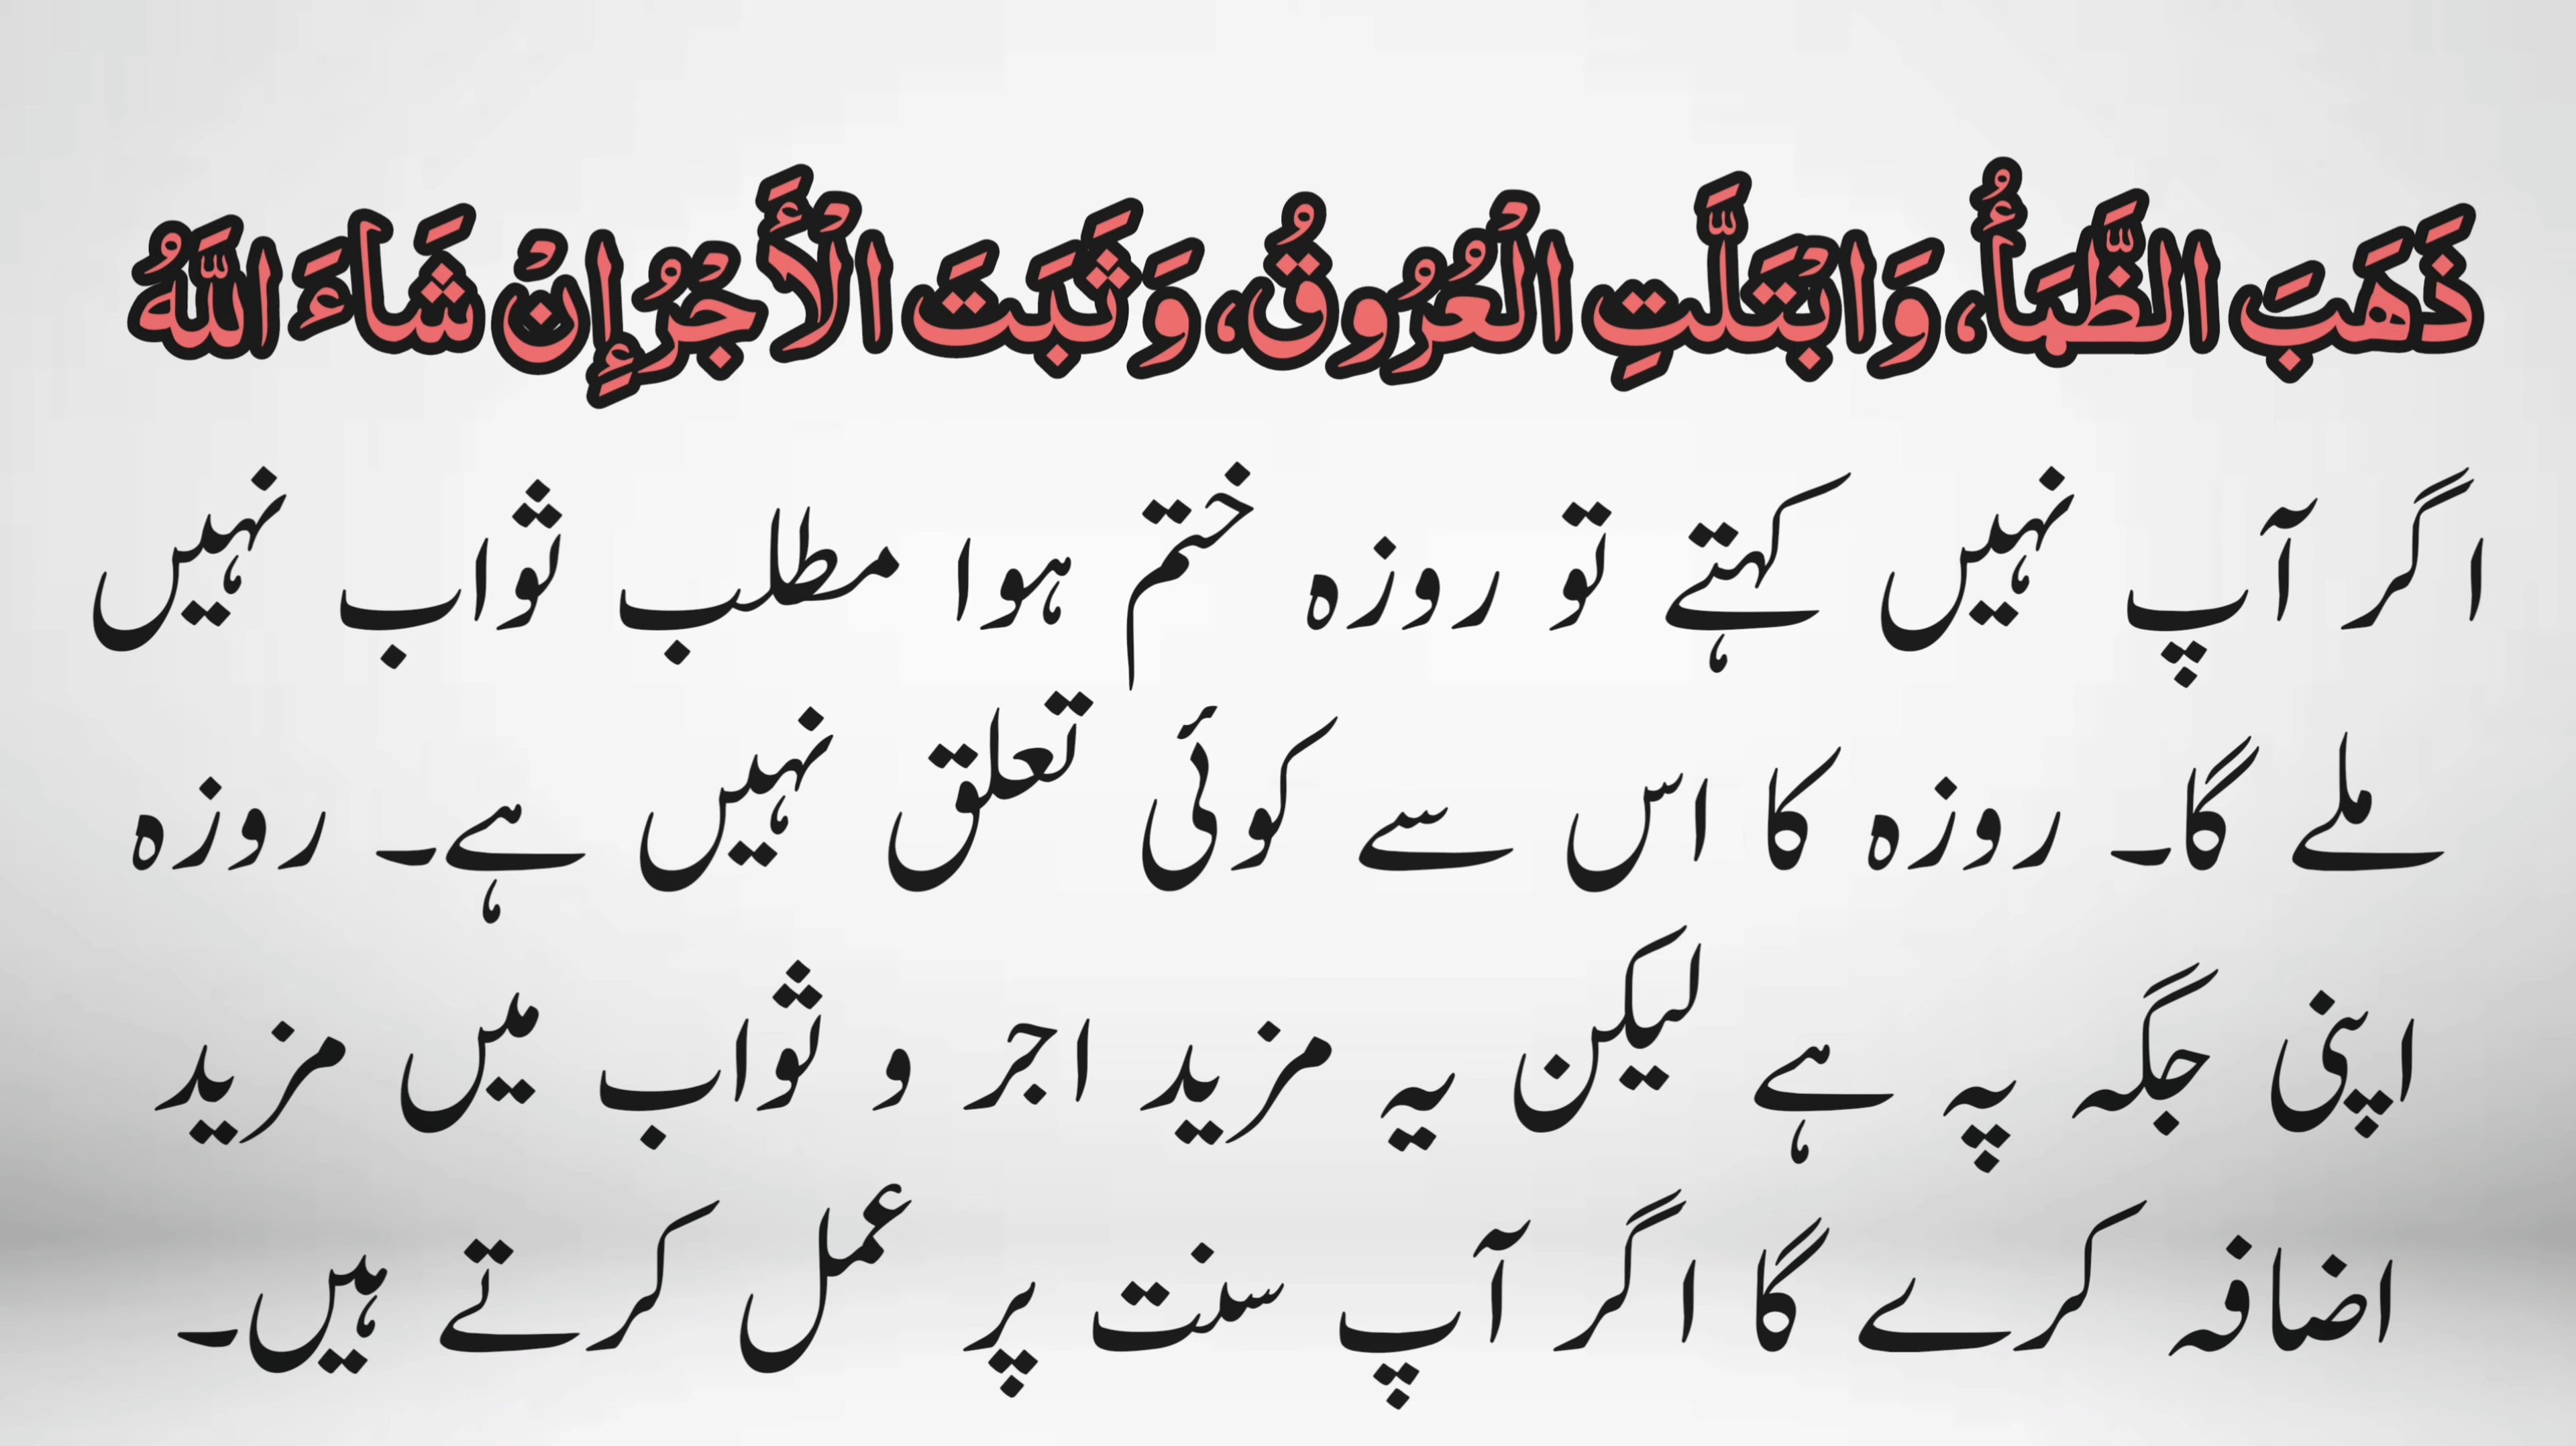 ذَهَبَ الظَّمَأُ، وَابْتَلَّتِ الْعُرُوقُ، وَثَبَتَ الْأَجْرُ إِنْ شَاءَ اللَّهُ
اگر آپ نہیں کہتے تو روزہ ختم ہوا مطلب ثواب نہیں
ملے گا۔ روزہ کا اس سے کوئی تعلق نہیں ہے۔ روزہ
اپنی جگہ پہ ہے لیکن یہ مزید اجر و ثواب میں مزید
اضافہ کرے گا اگر آپ سنت پر عمل کرتے ہیں۔